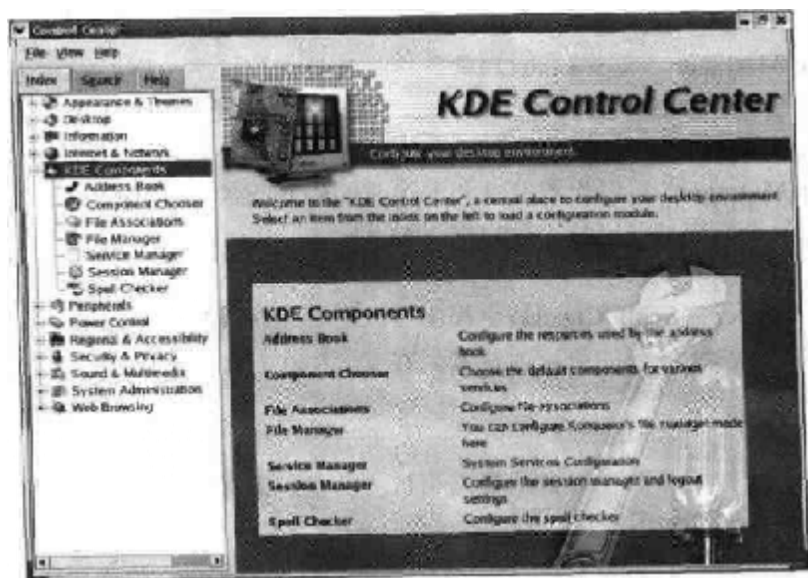 Control Center
File View Help
Index Search Help
Appearance & Themes
Desktop
Information
Internet & Network
KDE Components
Address Book
Component Chooser
File Associations
File Manager
Service Manager
Session Manager
Spell Checker
Peripherals
Power Control
Regional & Accessibility
Security & Privacy
Sound & Multimedia
System Administration
Web Browsing
KDE Control Center
Configure your desktop environment.
Welcome to the "KDE Control Center", a central place to configure your desktop environment.
Select an item from the index on the left to load a configuration module.
KDE Components
Address Book Configure the resources used by the address
book
Component Chooser Choose the default components for various
services
File Associations Configure file associations
File Manager You can configure Konqueror's file manager mode
here
Service Manager System Services Configuration
Session Manager Configure the session manager and logout
settings
Spell Checker Configure the spell checker